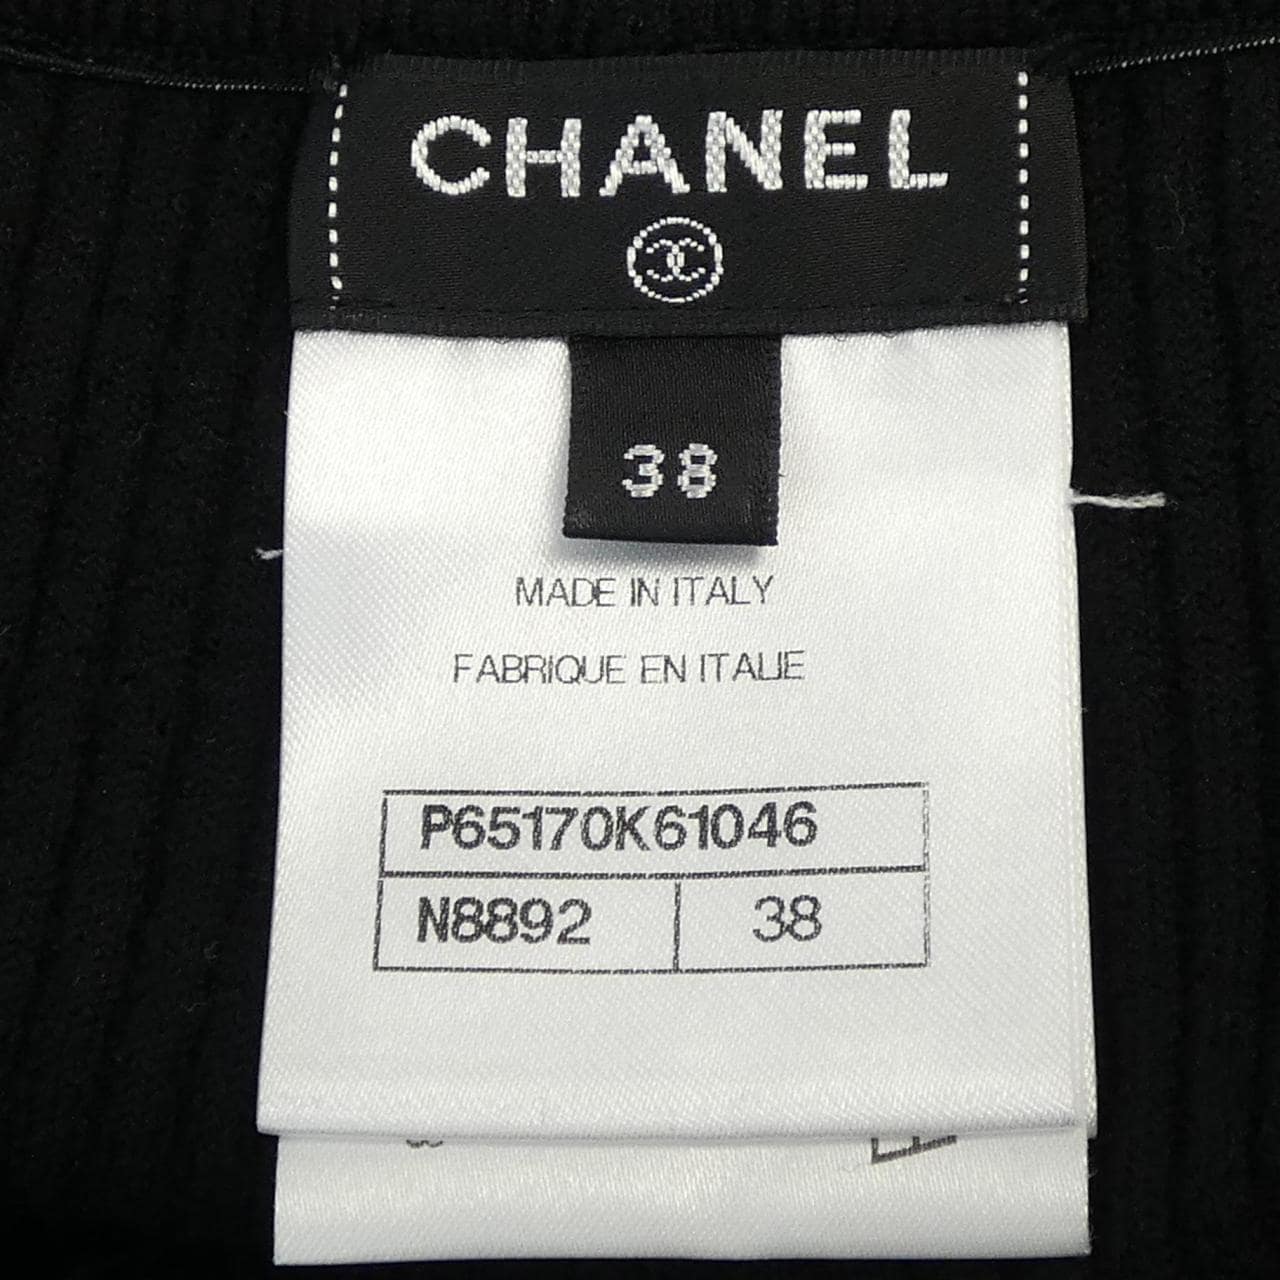 CHANEL
38
MADE IN ITALY
FABRIQUE EN ITALIE
P65170K61046
N8892 38